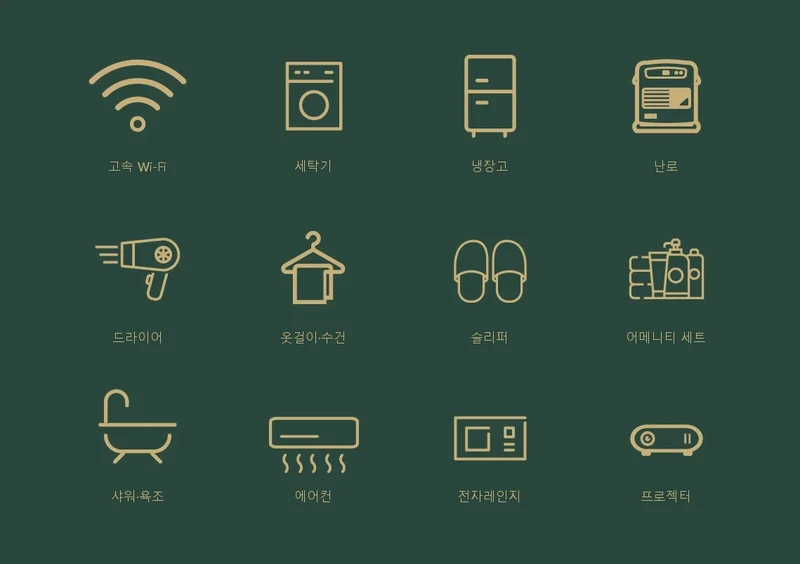 고속 Wi-Fi
세탁기
냉장고
난로
드라이어
옷걸이·수건
슬리퍼
어메니티 세트
샤워·욕조
에어컨
전자레인지
프로젝터